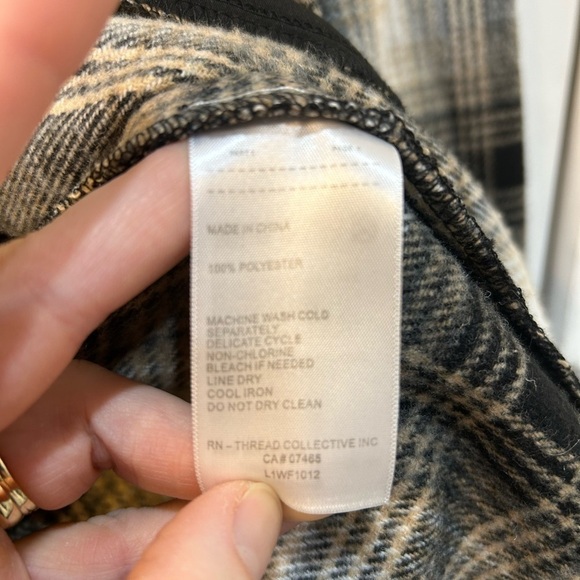 MADE IN CHINA
100% POLYESTER
MACHINE WASH COLD
SEPARATELY
DELICATE CYCLE
NON-CHLORINE
BLEACH IF NEEDED
LINE DRY
COOL IRON
DO NOT DRY CLEAN
RN – THREAD COLLECTIVE INC
CA# 07468
L1WF1012